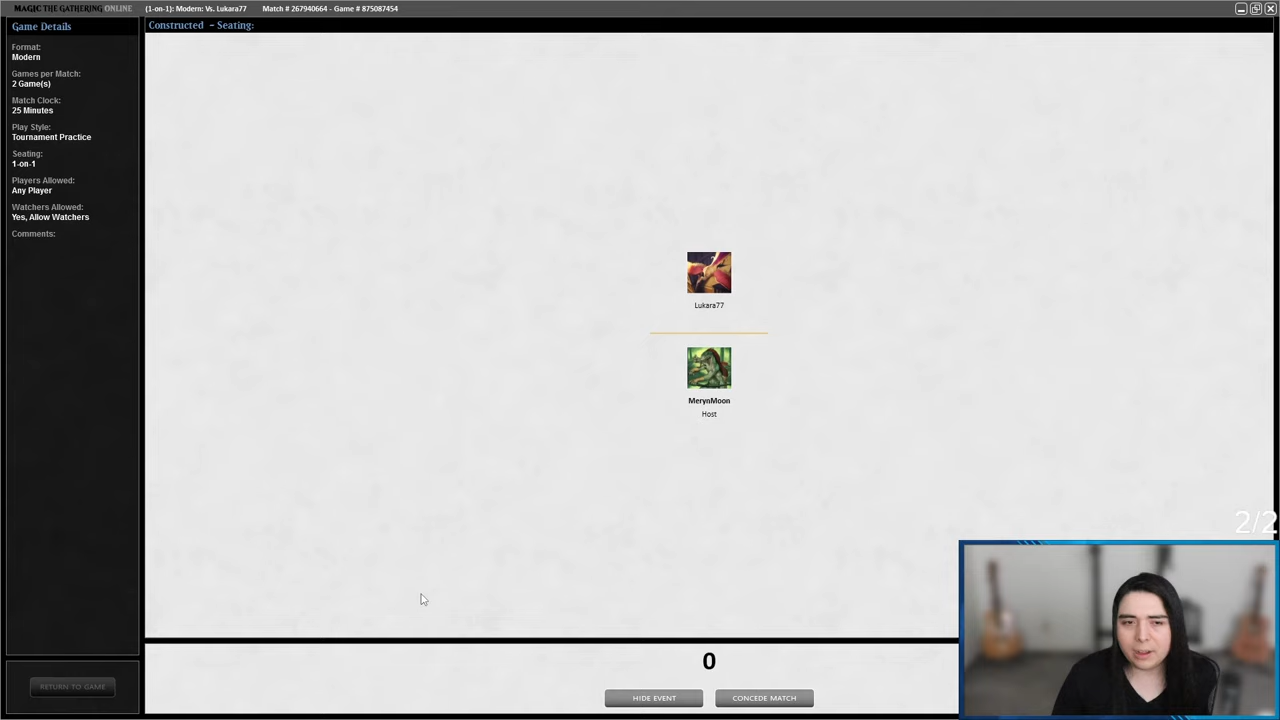 MAGIC THE GATHERING ONLINE (1-on-1): Modern: Vs. Lukara77 Match # 267940664 - Game # 875087454
Game Details
Constructed - Seating:
Format:
Modern
Games per Match:
2 Game(s)
Match Clock:
25 Minutes
Play Style:
Tournament Practice
Seating:
1-on-1
Players Allowed:
Any Player
Watchers Allowed:
Yes, Allow Watchers
Comments:
Lukara77
MerynMoon
Host
2/2
0
RETURN TO GAME
HIDE EVENT
CONCEDE MATCH